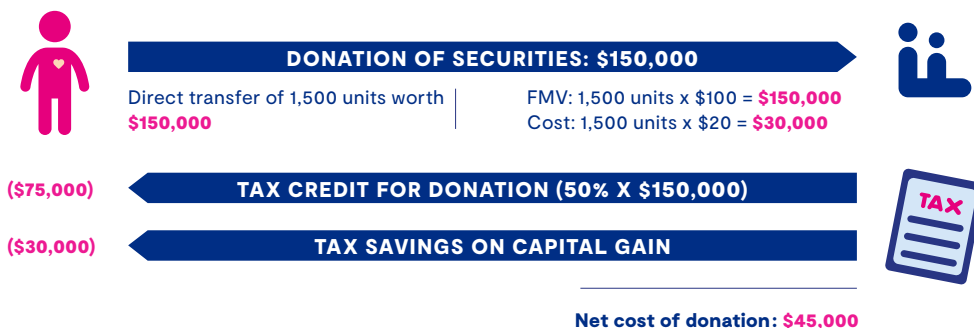 DONATION OF SECURITIES: $150,000
Direct transfer of 1,500 units worth
$150,000
FMV: 1,500 units x $100 = $150,000
Cost: 1,500 units x $20 = $30,000
($75,000)
TAX CREDIT FOR DONATION (50% X $150,000)
TAX
($30,000)
TAX SAVINGS ON CAPITAL GAIN
Net cost of donation: $45,000